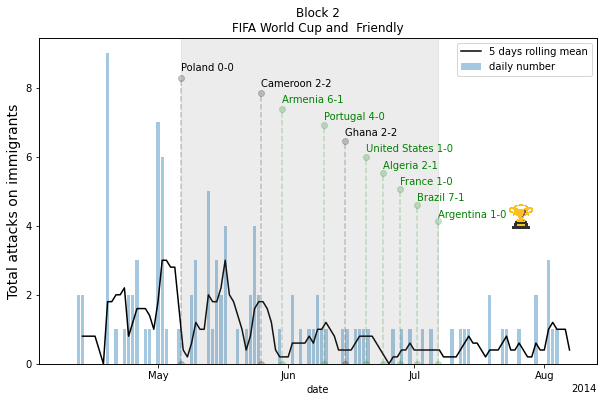 Block 2
FIFA World Cup and  Friendly
5 days rolling mean
daily number
Poland 0-0
Cameroon 2-2
Armenia 6-1
Portugal 4-0
Ghana 2-2
United States 1-0
Algeria 2-1
France 1-0
Brazil 7-1
Argentina 1-0
Total attacks on immigrants
8
6
4
2
0
May
Jun
Jul
Aug
date
2014